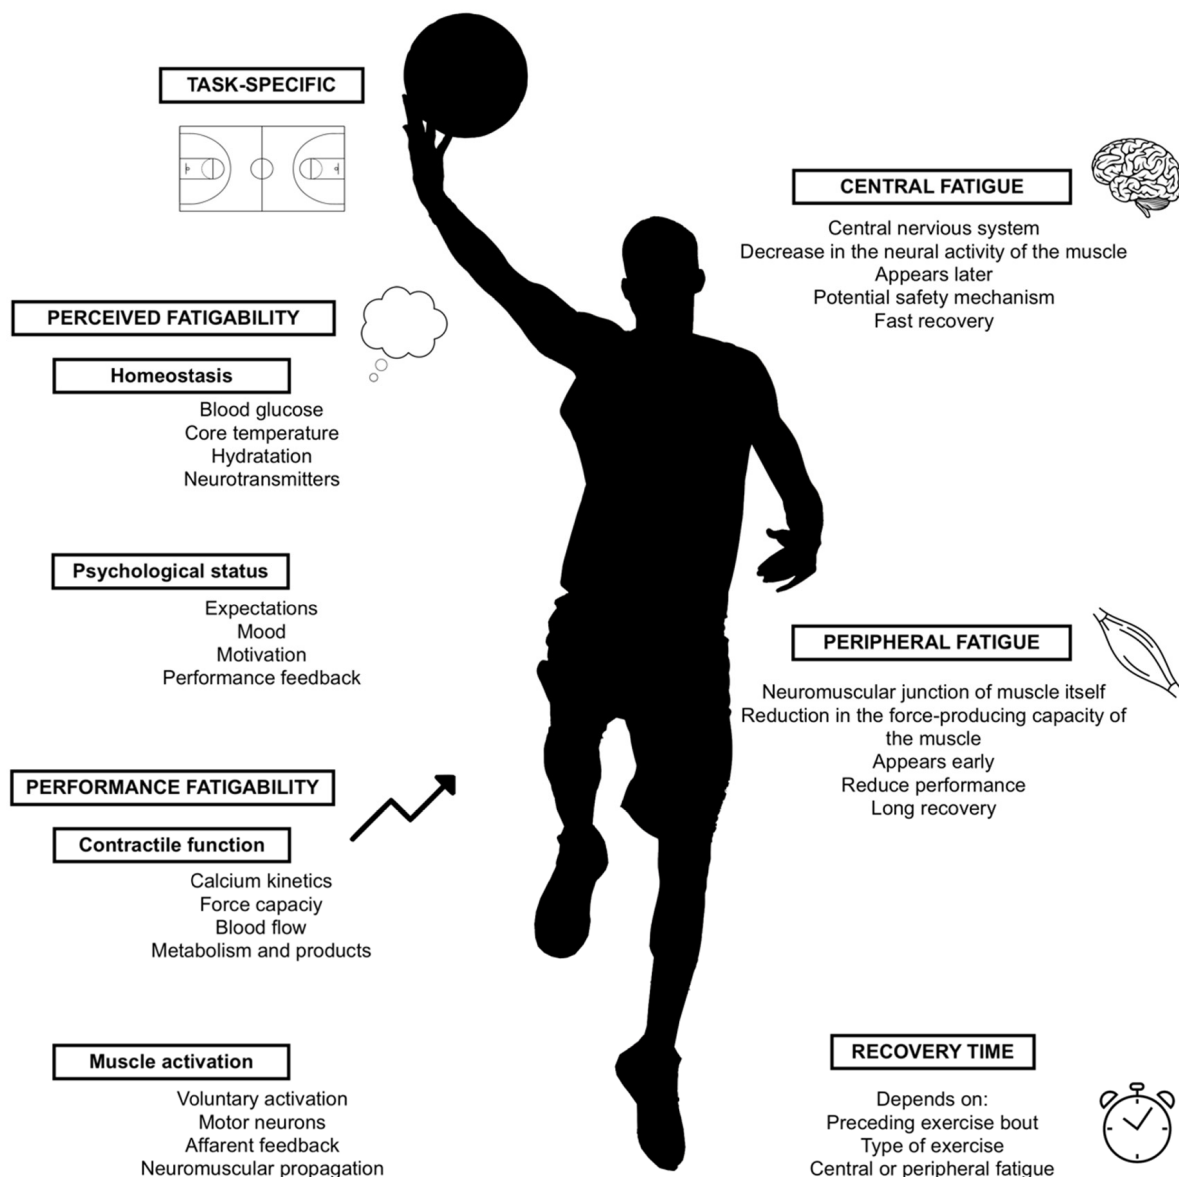 TASK-SPECIFIC
PERCEIVED FATIGABILITY
Homeostasis
Blood glucose
Core temperature
Hydratation
Neurotransmitters
Psychological status
Expectations
Mood
Motivation
Performance feedback
PERFORMANCE FATIGABILITY
Contractile function
Calcium kinetics
Force capaciy
Blood flow
Metabolism and products
Muscle activation
Voluntary activation
Motor neurons
Affarent feedback
Neuromuscular propagation
CENTRAL FATIGUE
Central nervous system
Decrease in the neural activity of the muscle
Appears later
Potential safety mechanism
Fast recovery
PERIPHERAL FATIGUE
Neuromuscular junction of muscle itself
Reduction in the force-producing capacity of
the muscle
Appears early
Reduce performance
Long recovery
RECOVERY TIME
Depends on:
Preceding exercise bout
Type of exercise
Central or peripheral fatigue